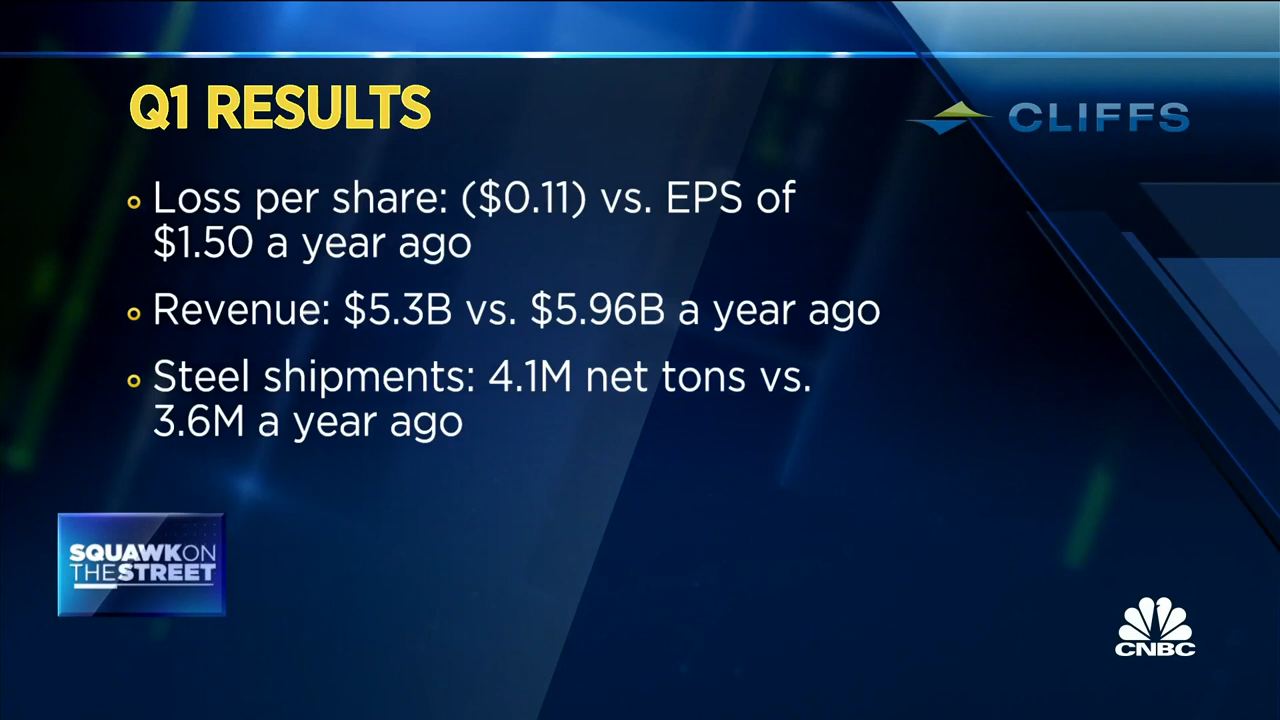 Q1 RESULTS
CLIFFS
Loss per share: ($0.11) vs. EPS of
$1.50 a year ago
Revenue: $5.3B vs. $5.96B a year ago
Steel shipments: 4.1M net tons vs.
3.6M a year ago
SQUAWK ON
THE STREET
CNBC